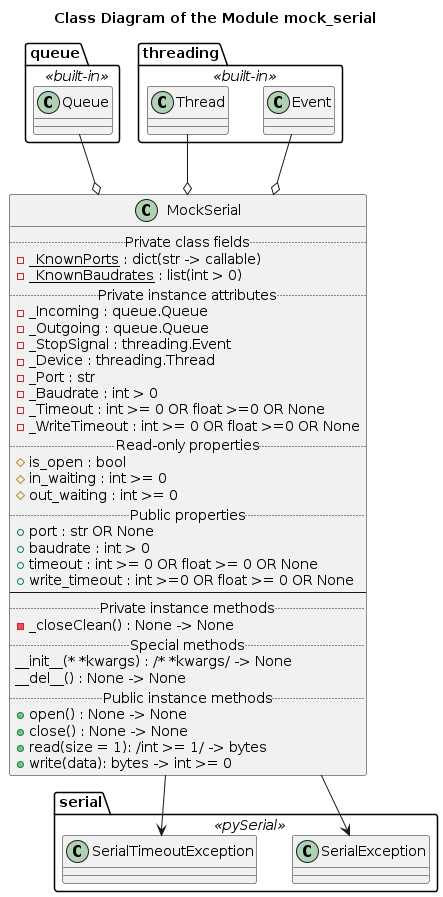 Class Diagram of the Module mock_serial
queue
threading
«built-in»
«built-in»
C Queue
C Thread
C Event
C MockSerial
Private class fields
_KnownPorts : dict(str -> callable)
_KnownBaudrates : list(int > 0)
Private instance attributes
_Incoming : queue.Queue
_Outgoing : queue.Queue
_StopSignal : threading.Event
_Device : threading.Thread
_Port : str
_Baudrate : int > 0
_Timeout : int >= 0 OR float >=0 OR None
_WriteTimeout : int >= 0 OR float >=0 OR None
Read-only properties
is_open : bool
in_waiting : int >= 0
out_waiting : int >= 0
Public properties
port : str OR None
baudrate : int > 0
timeout : int >= 0 OR float >= 0 OR None
write_timeout : int >=0 OR float >= 0 OR None
Private instance methods
_closeClean() : None -> None
Special methods
__init__(* *kwargs) : /* *kwargs/ -> None
__del__() : None -> None
Public instance methods
open() : None -> None
close() : None -> None
read(size = 1): /int >= 1/ -> bytes
write(data): bytes -> int >= 0
serial
«pySerial»
C SerialTimeoutException
C SerialException